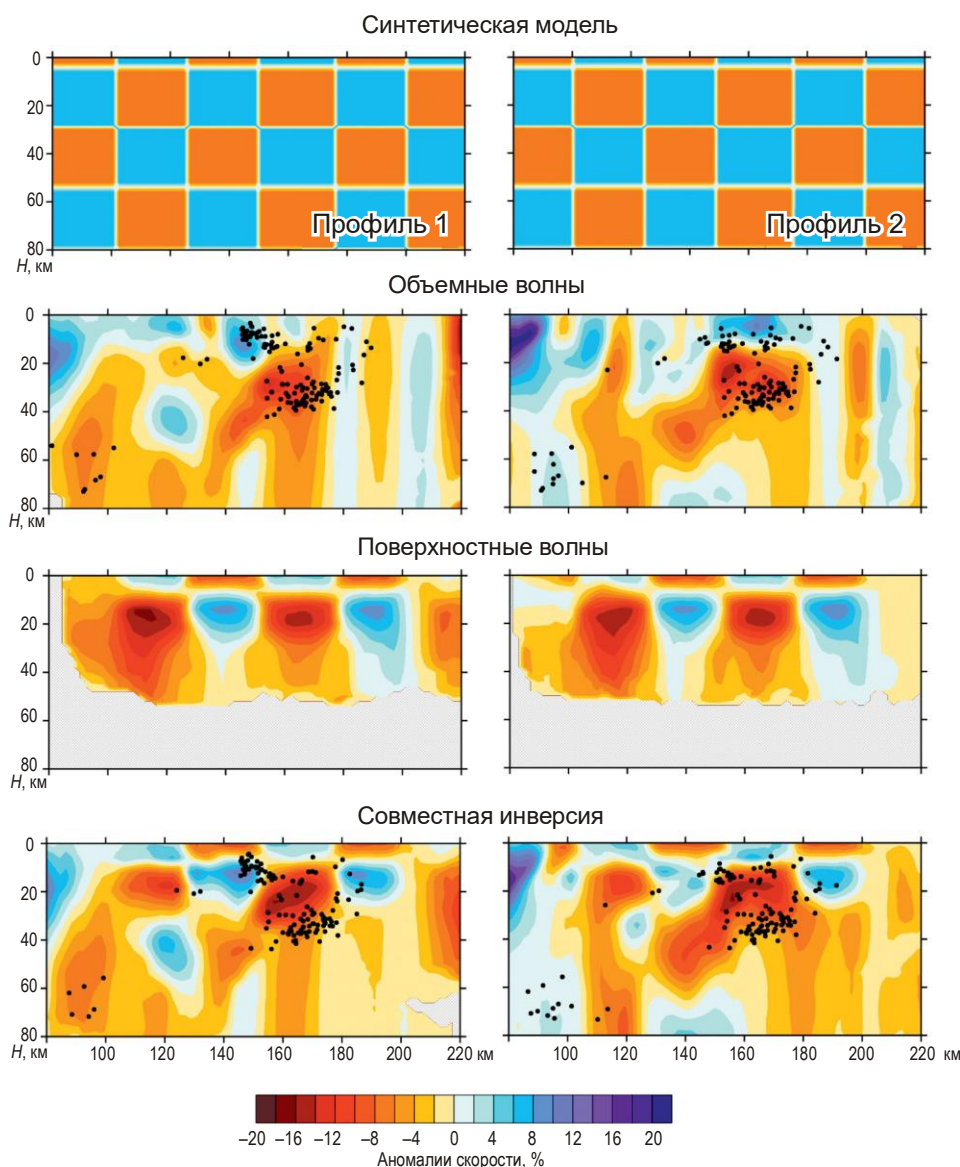 Синтетическая модель
0
20
40
60
80
H, км
Профиль 1
Профиль 2
Объемные волны
0
20
40
60
80
H, км
Поверхностные волны
0
20
40
60
80
H, км
Совместная инверсия
0
20
40
60
80
H, км
100 120 140 160 180 200 220 км
100 120 140 160 180 200 220 км
–20 –16 –12 –8 –4 0 4 8 12 16 20
Аномалии скорости, %